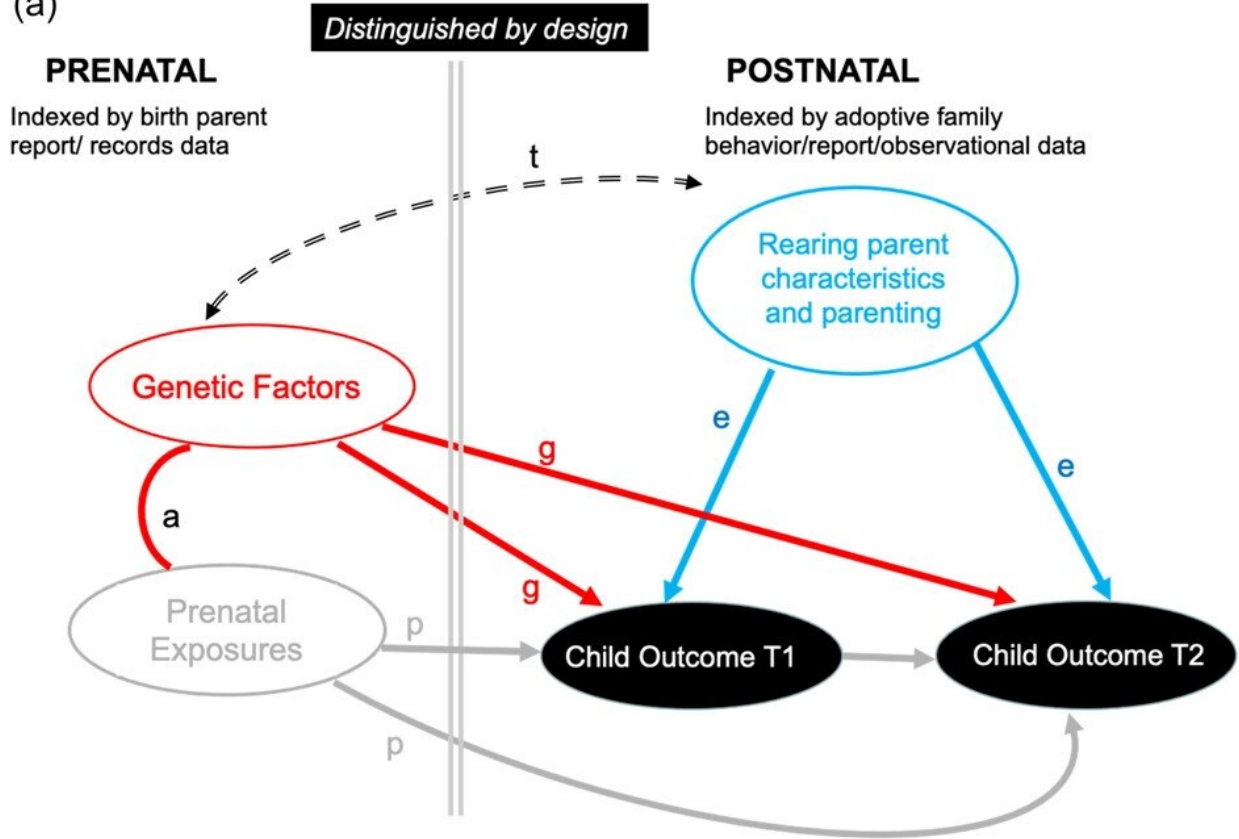 (a)
Distinguished by design
PRENATAL
Indexed by birth parent
report/ records data
POSTNATAL
Indexed by adoptive family
behavior/report/observational data
t
Rearing parent
characteristics
and parenting
Genetic Factors
e
e
g
a
g
Prenatal
Exposures
p
Child Outcome T1
Child Outcome T2
p